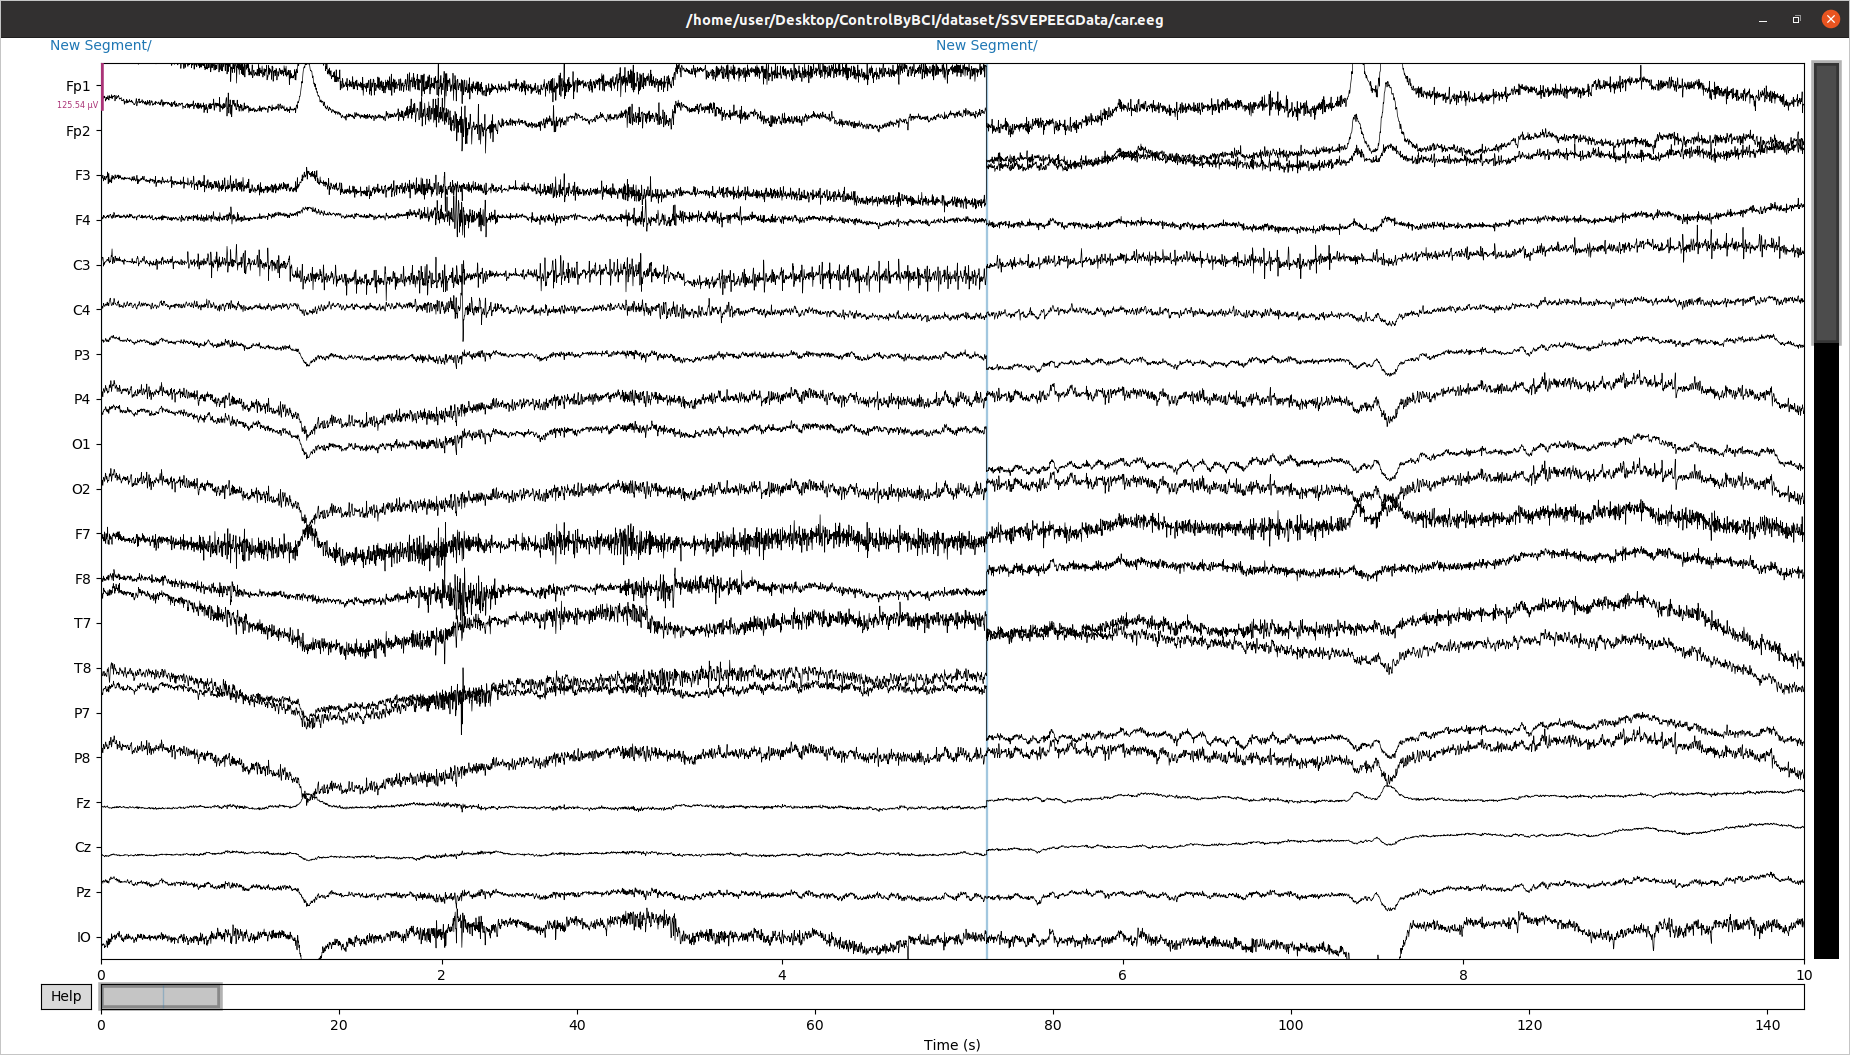 /home/user/Desktop/ControlByBCI/dataset/SSVEPEEGData/car.eeg
New Segment/ New Segment/
Fp1
125.54 µV
Fp2
F3
F4
C3
C4
P3
P4
O1
O2
F7
F8
T7
T8
P7
P8
Fz
Cz
Pz
IO
0 2 4 6 8 10
Help
0 20 40 60 80 100 120 140
Time (s)